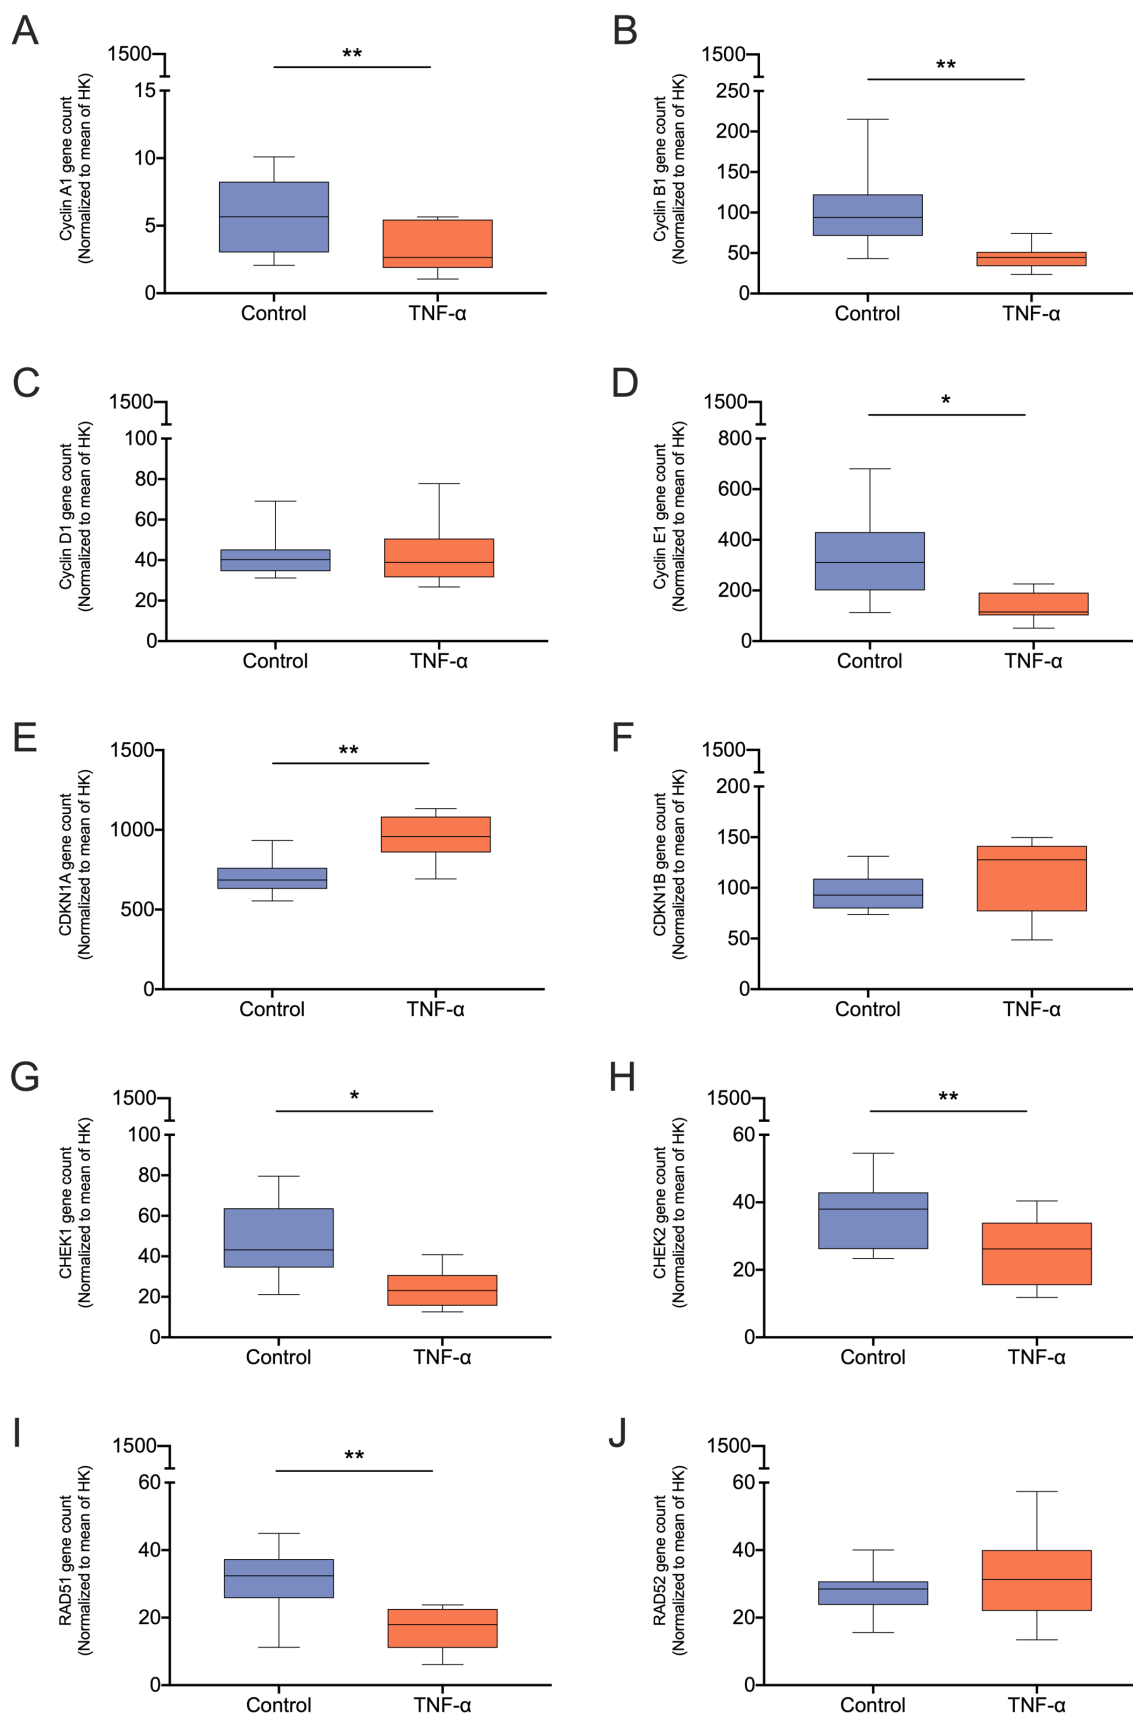 A
Cyclin A1 gene count
(Normalized to mean of HK)
1500
15
10
5
0
**
Control
TNF-α
B
Cyclin B1 gene count
(Normalized to mean of HK)
1500
250
200
150
100
50
0
**
Control
TNF-α
C
Cyclin D1 gene count
(Normalized to mean of HK)
1500
100
80
60
40
20
0
Control
TNF-α
D
Cyclin E1 gene count
(Normalized to mean of HK)
1500
800
600
400
200
0
*
Control
TNF-α
E
CDKN1A gene count
(Normalized to mean of HK)
1500
1000
500
0
**
Control
TNF-α
F
CDKN1B gene count
(Normalized to mean of HK)
1500
200
150
100
50
0
Control
TNF-α
G
CHEK1 gene count
(Normalized to mean of HK)
1500
100
80
60
40
20
0
*
Control
TNF-α
H
CHEK2 gene count
(Normalized to mean of HK)
1500
60
40
20
0
**
Control
TNF-α
I
RAD51 gene count
(Normalized to mean of HK)
1500
60
40
20
0
**
Control
TNF-α
J
RAD52 gene count
(Normalized to mean of HK)
1500
60
40
20
0
Control
TNF-α